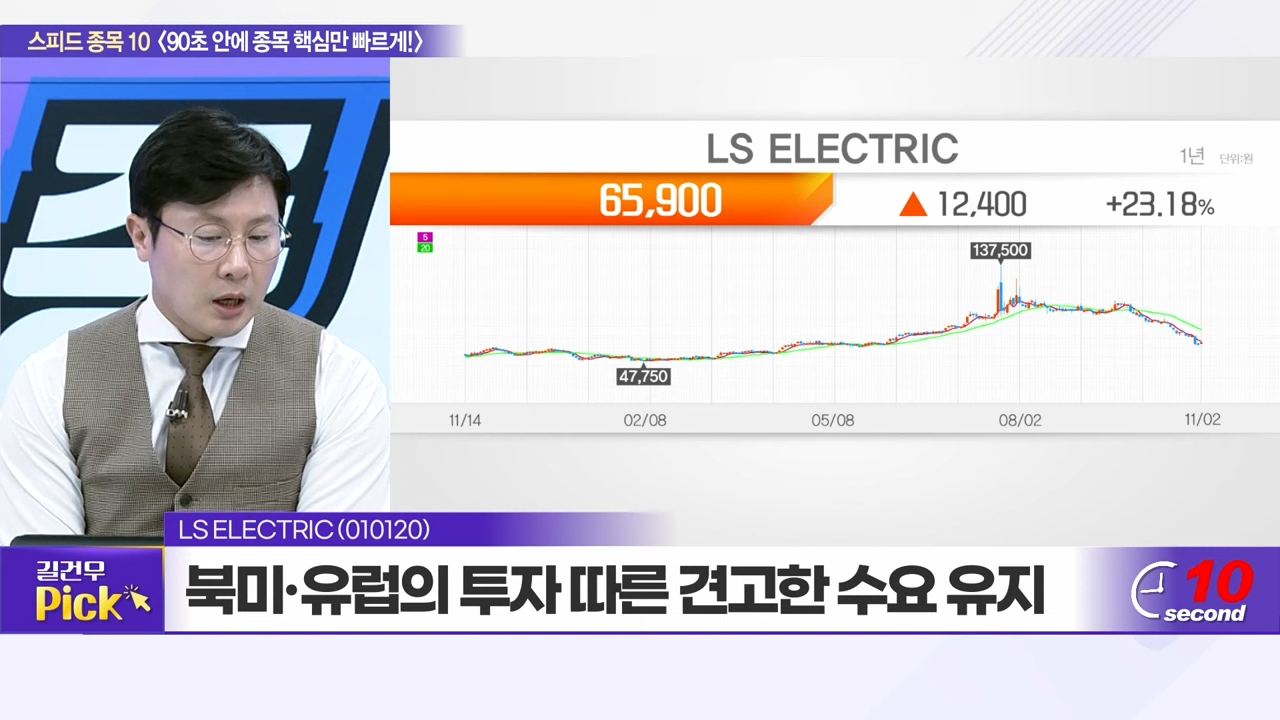 스피드 종목 10 〈90초 안에 종목 핵심만 빠르게!〉
LS ELECTRIC
1년 단위:원
65,900 ▲ 12,400 +23.18%
5
20
137,500
47,750
11/14 02/08 05/08 08/02 11/02
LS ELECTRIC(010120)
길건무
Pick
북미·유럽의 투자 따른 견고한 수요 유지
10
second